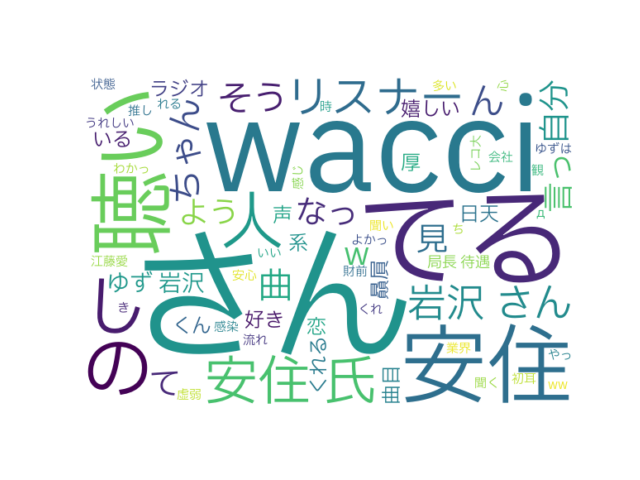 状態
推し
ラジオ
れる
うれしい
いる
わかっ
聴い
ちゃん
そう
リスナー
時
嬉しい
多い
ん
心
wacci
感じ
厚
レコ大
会社
言っ
自分
ゆずは
観
д
よう
人
声
なっ
てる
ち
江藤愛
ゆず
岩沢
安心
曲
系
いい
問い
よかっ
w
見
日天
局長
待遇
財前
贔屓
岩沢
さん
し
き
くん
感染
好き
恋
さん
くれ
安住
業界
やっ
の
て
虚弱
安住
流れ
くれる
氏
曲目
聞く
初耳
ww